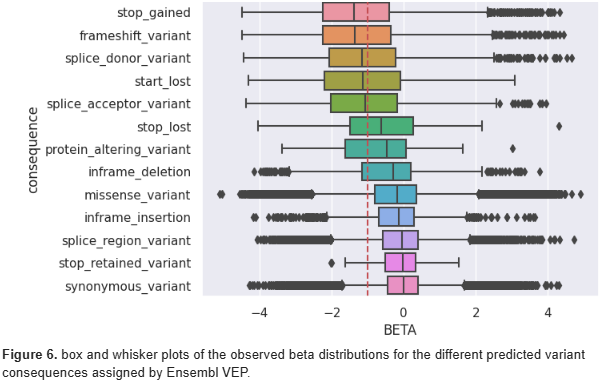 stop_gained
frameshift_variant
splice_donor_variant
start_lost
splice_acceptor_variant
stop_lost
protein_altering_variant
inframe_deletion
missense_variant
inframe_insertion
splice_region_variant
stop_retained_variant
synonymous_variant
consequence
−4 −2 0 2 4
BETA
Figure 6. box and whisker plots of the observed beta distributions for the different predicted variant
consequences assigned by Ensembl VEP.